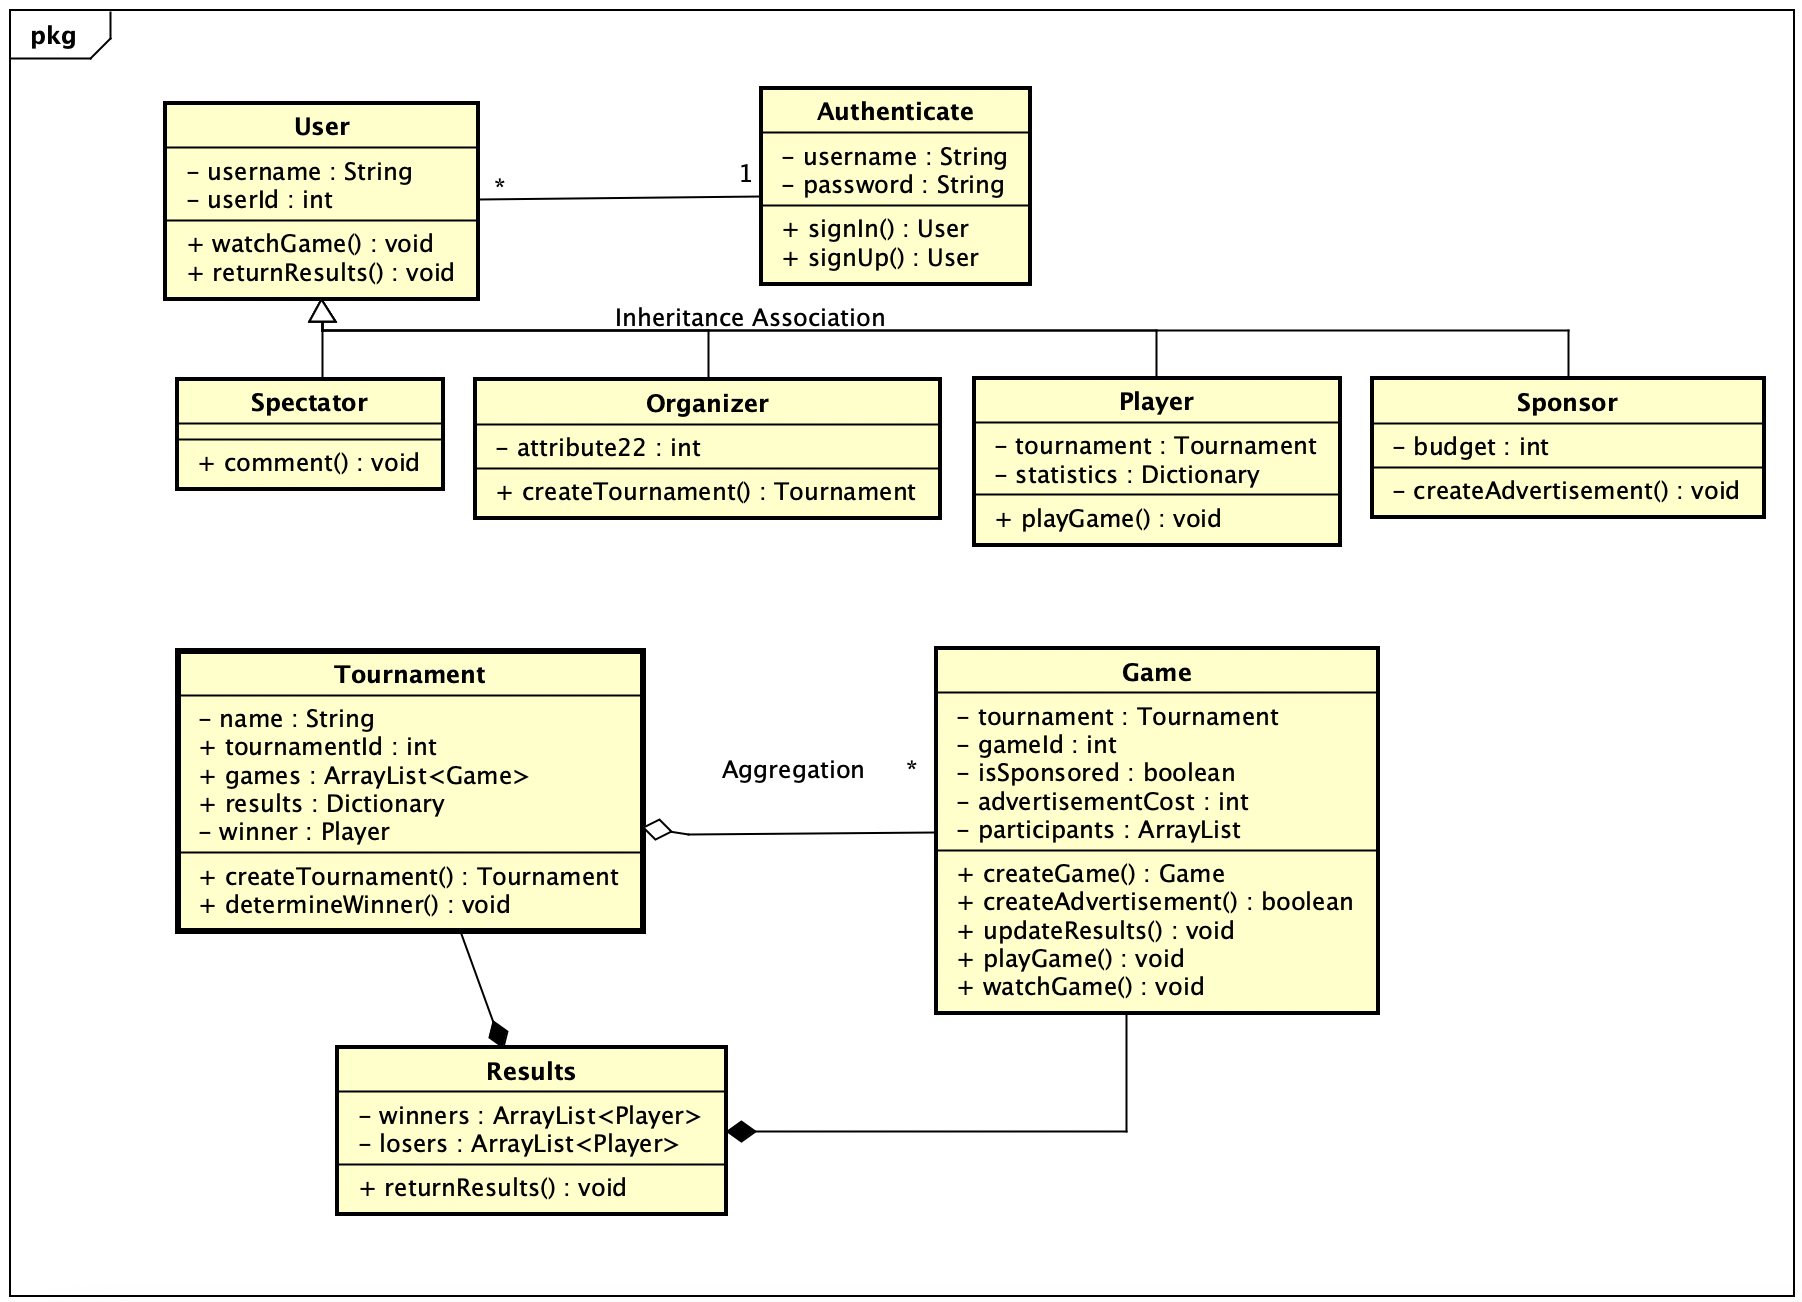 pkg
User
- username : String
- userId : int
+ watchGame() : void
+ returnResults() : void
*
1
Authenticate
- username : String
- password : String
+ signIn() : User
+ signUp() : User
Inheritance Association
Spectator
+ comment() : void
Organizer
- attribute22 : int
+ createTournament() : Tournament
Player
- tournament : Tournament
- statistics : Dictionary
+ playGame() : void
Sponsor
- budget : int
- createAdvertisement() : void
Tournament
- name : String
+ tournamentId : int
+ games : ArrayList<Game>
+ results : Dictionary
- winner : Player
+ createTournament() : Tournament
+ determineWinner() : void
Aggregation
*
Game
- tournament : Tournament
- gameId : int
- isSponsored : boolean
- advertisementCost : int
- participants : ArrayList
+ createGame() : Game
+ createAdvertisement() : boolean
+ updateResults() : void
+ playGame() : void
+ watchGame() : void
Results
- winners : ArrayList<Player>
- losers : ArrayList<Player>
+ returnResults() : void